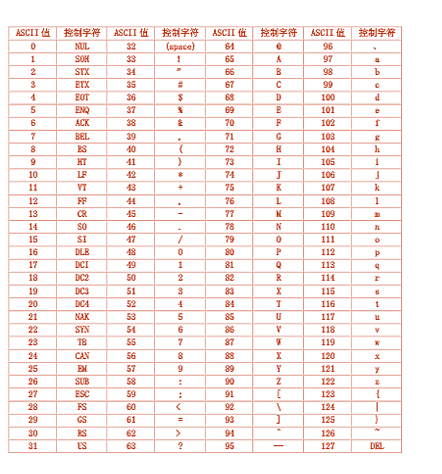 ASCII 值 控制字符 ASCII 值 控制字符 ASCII 值 控制字符 ASCII 值 控制字符
0 NUL 32 (space) 64 @ 96 、
1 SOH 33 ! 65 A 97 a
2 STX 34 ” 66 B 98 b
3 ETX 35 # 67 C 99 c
4 EOT 36 $ 68 D 100 d
5 ENQ 37 % 69 E 101 e
6 ACK 38 & 70 F 102 f
7 BEL 39 , 71 G 103 g
8 BS 40 ( 72 H 104 h
9 HT 41 ) 73 I 105 i
10 LF 42 * 74 J 106 j
11 VT 43 + 75 K 107 k
12 FF 44 , 76 L 108 l
13 CR 45 - 77 M 109 m
14 SO 46 . 78 N 110 n
15 SI 47 / 79 O 111 o
16 DLE 48 0 80 P 112 p
17 DCI 49 1 81 Q 113 q
18 DC2 50 2 82 R 114 r
19 DC3 51 3 83 X 115 s
20 DC4 52 4 84 T 116 t
21 NAK 53 5 85 U 117 u
22 SYN 54 6 86 V 118 v
23 TB 55 7 87 W 119 w
24 CAN 56 8 88 X 120 x
25 EM 57 9 89 Y 121 y
26 SUB 58 : 90 Z 122 z
27 ESC 59 ; 91 [ 123 {
28 FS 60 < 92 \ 124 |
29 GS 61 = 93 ] 125 }
30 RS 62 > 94 ^ 126 ~
31 US 63 ? 95 — 127 DEL